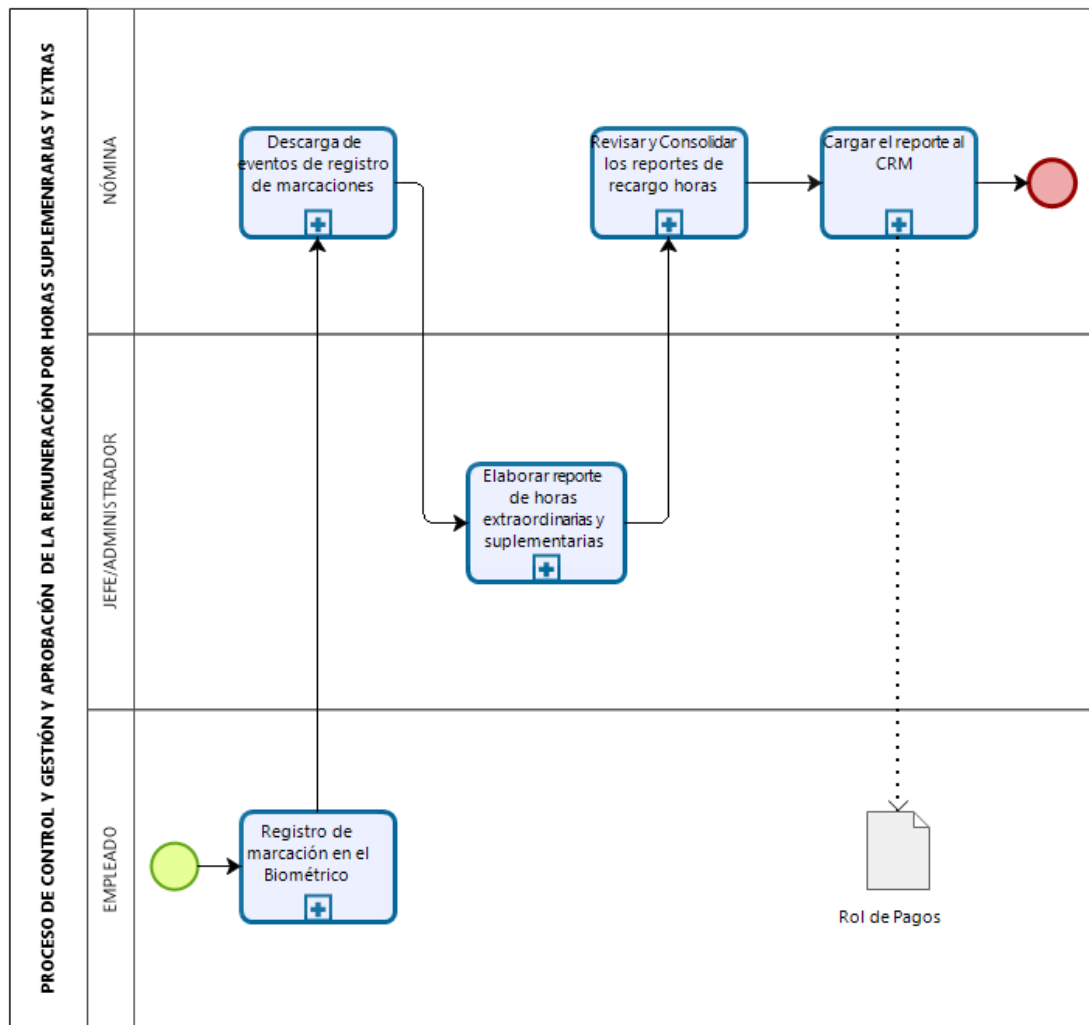 PROCESO DE CONTROL Y GESTIÓN Y APROBACIÓN DE LA REMUNERACIÓN POR HORAS SUPLEMENRARIAS Y EXTRAS
NÓMINA
Descarga de
eventos de registro
de marcaciones
Revisar y Consolidar
los reportes de
recargo horas
Cargar el reporte al
CRM
JEFE/ADMINISTRADOR
Elaborar reporte
de horas
extraordinarias y
suplementarias
EMPLEADO
Registro de
marcación en el
Biométrico
Rol de Pagos